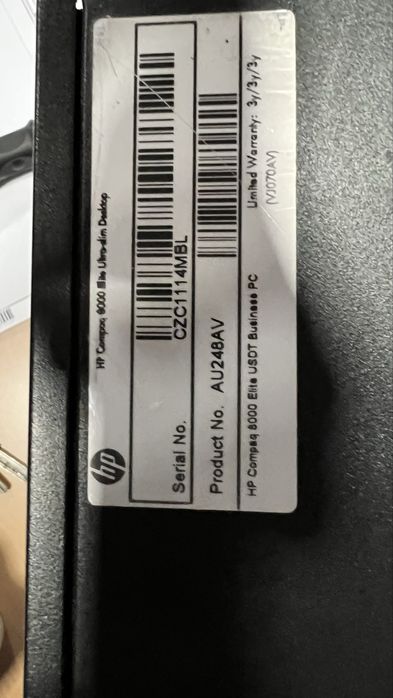 hp
HP Compaq 8000 Elite Ultra-slim Desktop
Serial No.
CZC1114MBL
Product No. AU248AV
HP Compaq 8000 Elite USDT Business PC
Limited Warranty: 3y/3y/3y
(VJ070AV)